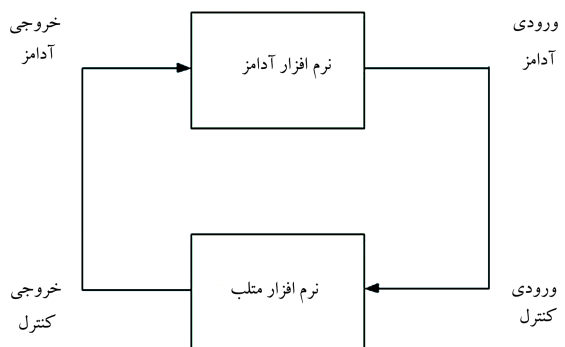 ورودی
آدامز
نرم افزار آدامز
خروجی
آدامز
ورودی
کنترل
نرم افزار متلب
خروجی
کنترل